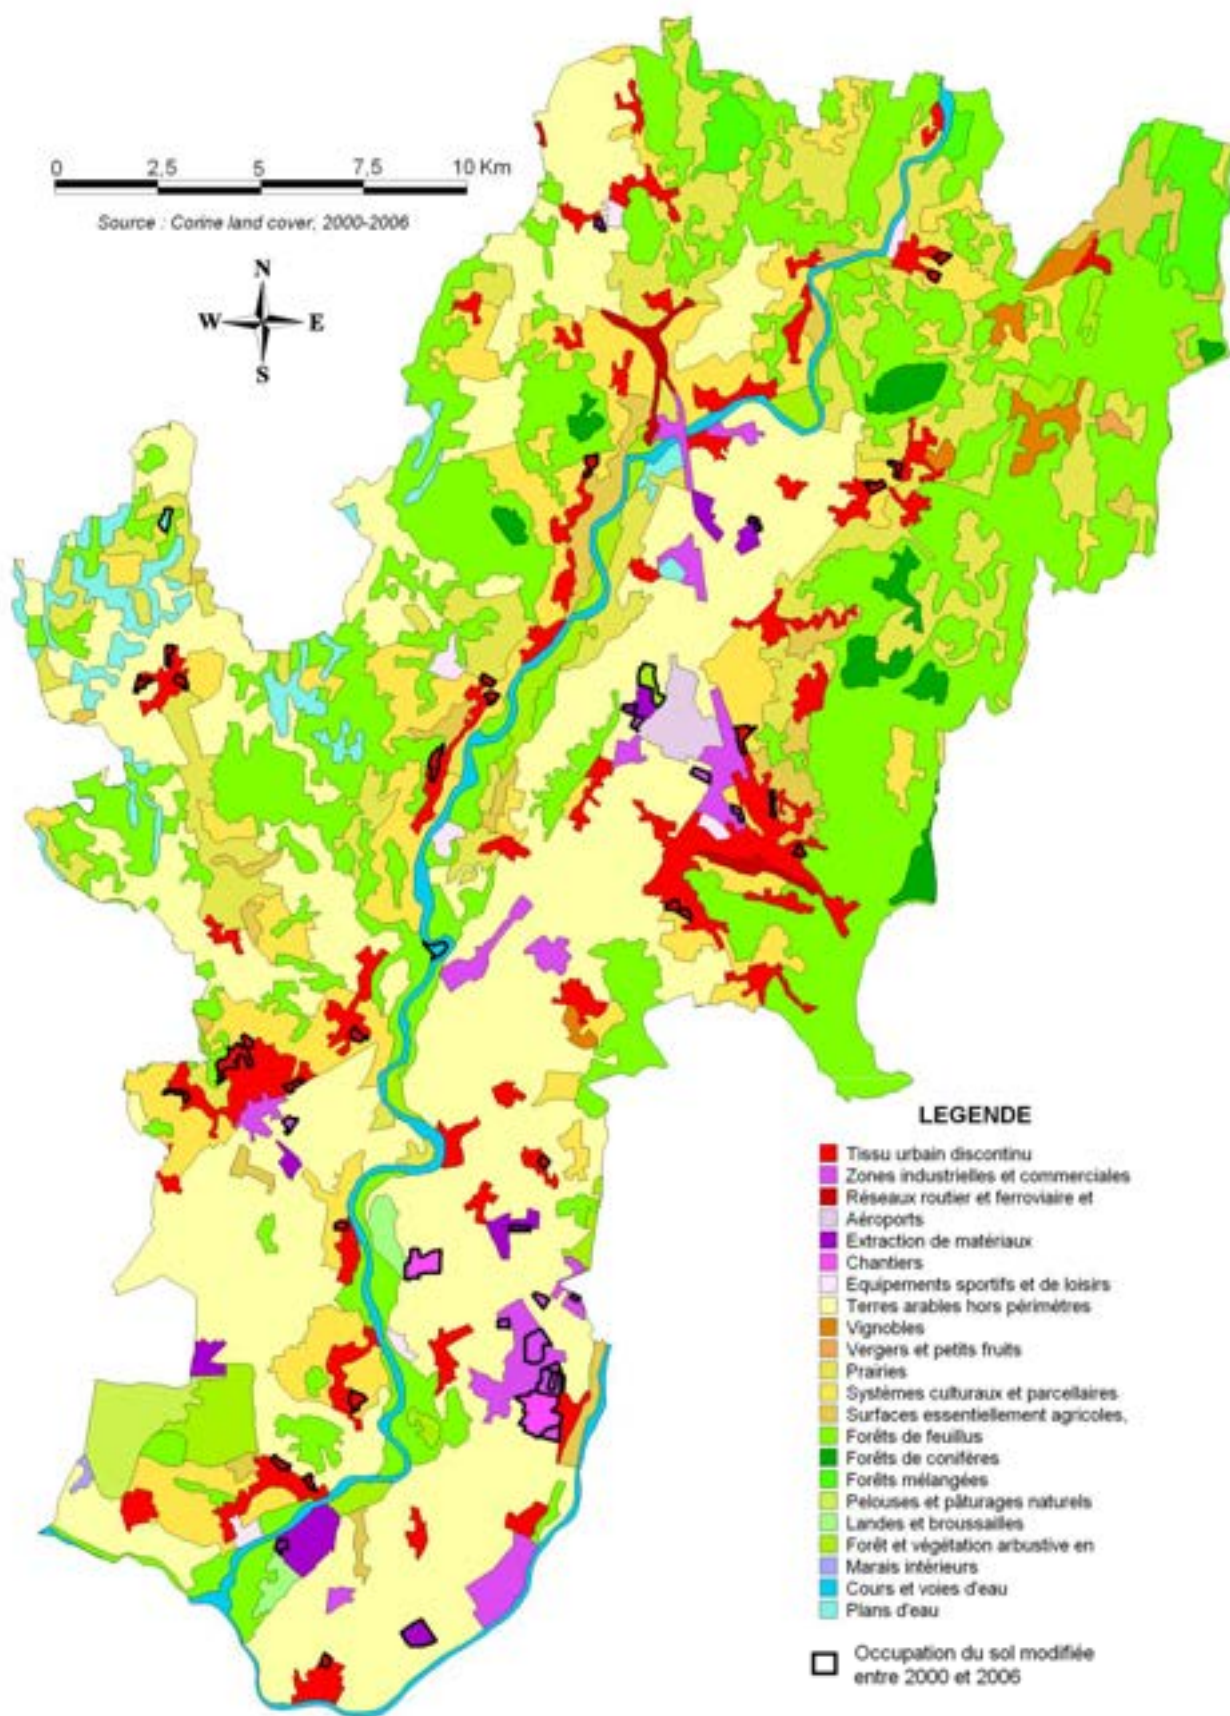 0 2,5 5 7,5 10 Km
Source : Corine land cover, 2000-2006
N
W E
S
LEGENDE
Tissu urbain discontinu
Zones industrielles et commerciales
Réseaux routier et ferroviaire et
Aéroports
Extraction de matériaux
Chantiers
Equipements sportifs et de loisirs
Terres arables hors périmètres
Vignobles
Vergers et petits fruits
Prairies
Systèmes culturaux et parcellaires
Surfaces essentiellement agricoles,
Forêts de feuillus
Forêts de conifères
Forêts mélangées
Pelouses et pâturages naturels
Landes et broussailles
Forêt et végétation arbustive en
Marais intérieurs
Cours et voies d'eau
Plans d'eau
Occupation du sol modifiée
entre 2000 et 2006